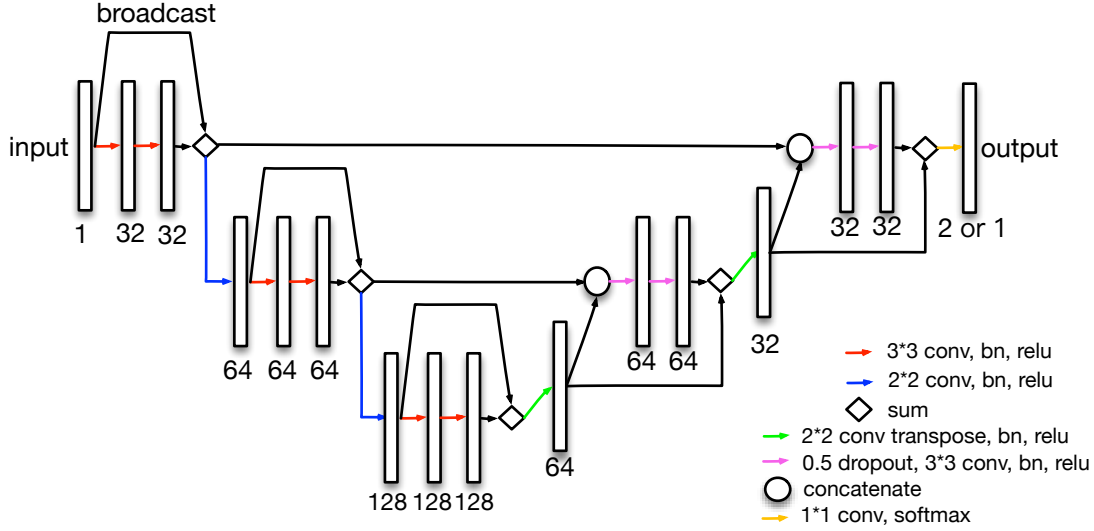 broadcast
input
output
1
32
32
32
32
2 or 1
64
64
64
64
64
32
128
128
128
64
3*3 conv, bn, relu
2*2 conv, bn, relu
sum
2*2 conv transpose, bn, relu
0.5 dropout, 3*3 conv, bn, relu
concatenate
1*1 conv, softmax